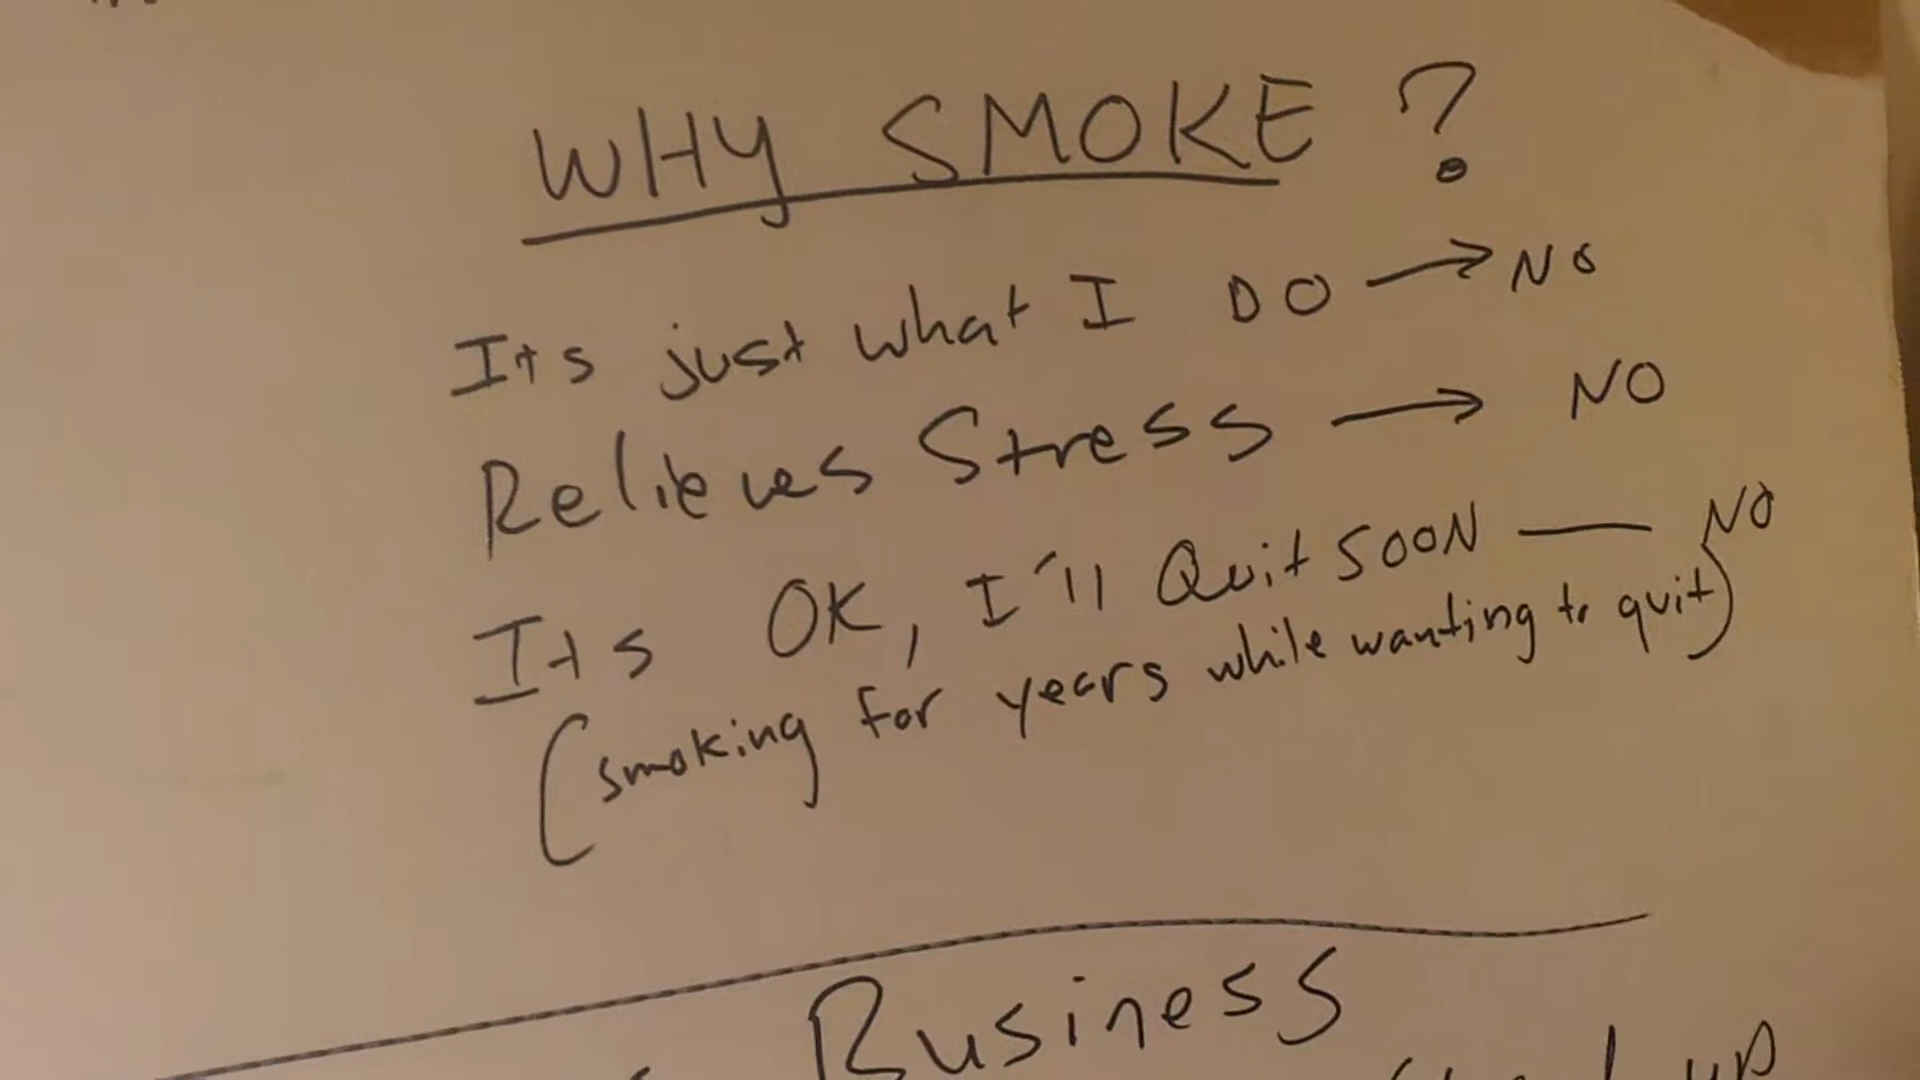 WHY SMOKE ?
Its just what I DO → NO
Relieves Stress → NO
Its OK, I'll Quit SOON — NO
(smoking for years while wanting to quit)
Business
up